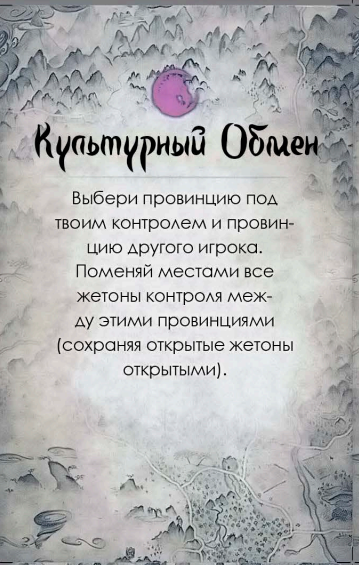 Культурный Обмен
Выбери провинцию под
твоим контролем и провин-
цию другого игрока.
Поменяй местами все
жетоны контроля меж-
ду этими провинциями
(сохраняя открытые жетоны
открытыми).